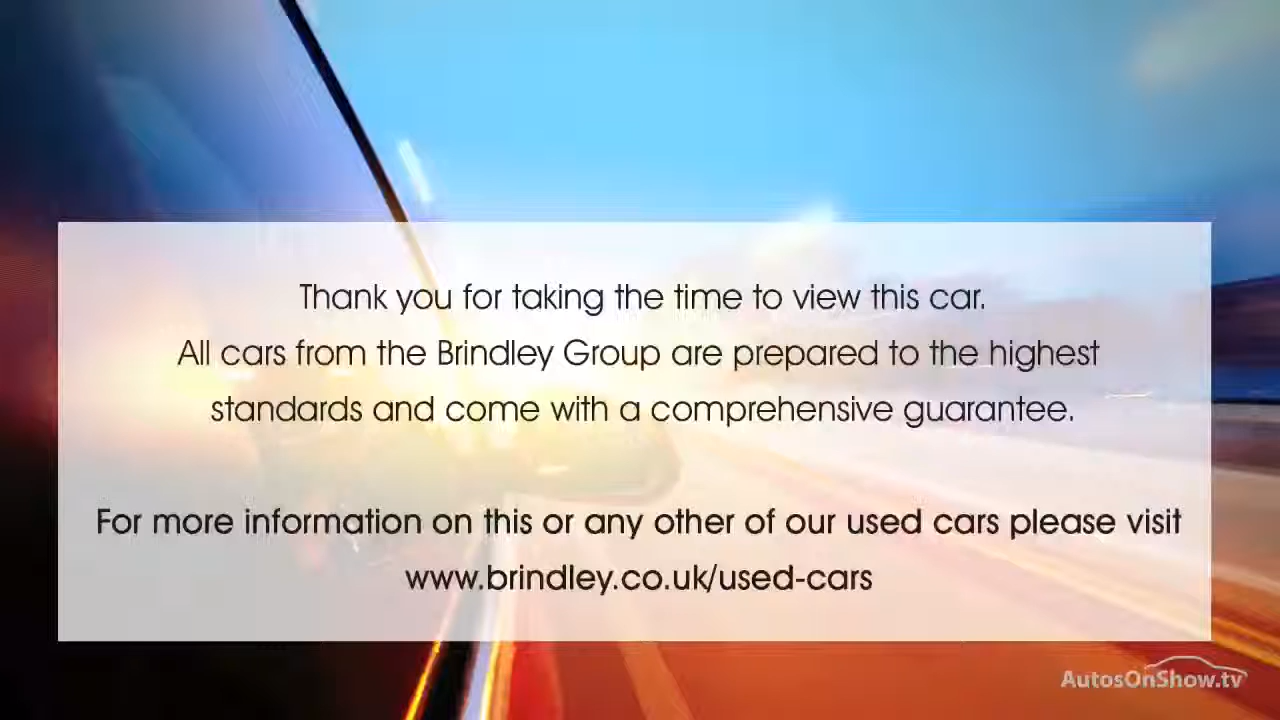 Thank you for taking the time to view this car.
All cars from the Brindley Group are prepared to the highest
standards and come with a comprehensive guarantee.
For more information on this or any other of our used cars please visit
www.brindley.co.uk/used-cars
AutosOnShow.tv